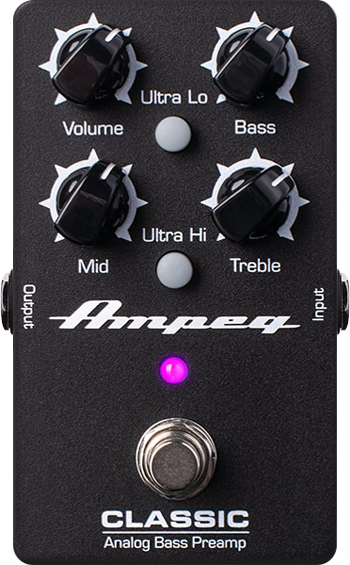 Ultra Lo
Volume
Bass
Ultra Hi
Mid
Treble
Output
Input
Ampeg
CLASSIC
Analog Bass Preamp